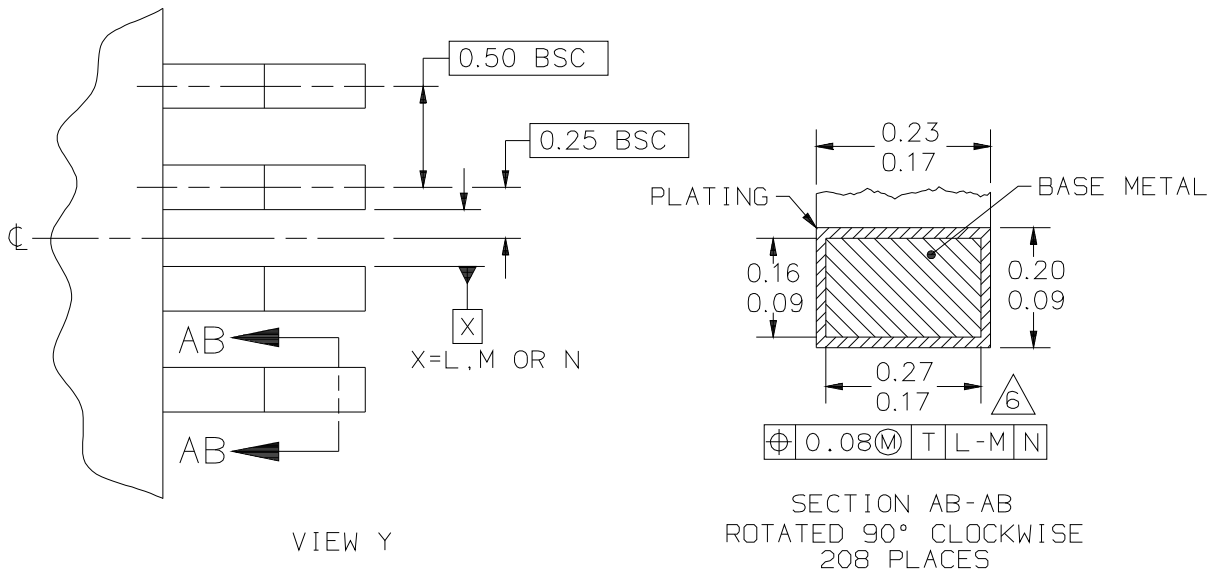 0.50 BSC
0.25 BSC
℄
X
X=L,M OR N
AB
AB
VIEW Y
0.23
0.17
PLATING
BASE METAL
0.16
0.09
0.20
0.09
0.27
0.17
6
⌖ 0.08Ⓜ T L-M N
SECTION AB-AB
ROTATED 90° CLOCKWISE
208 PLACES